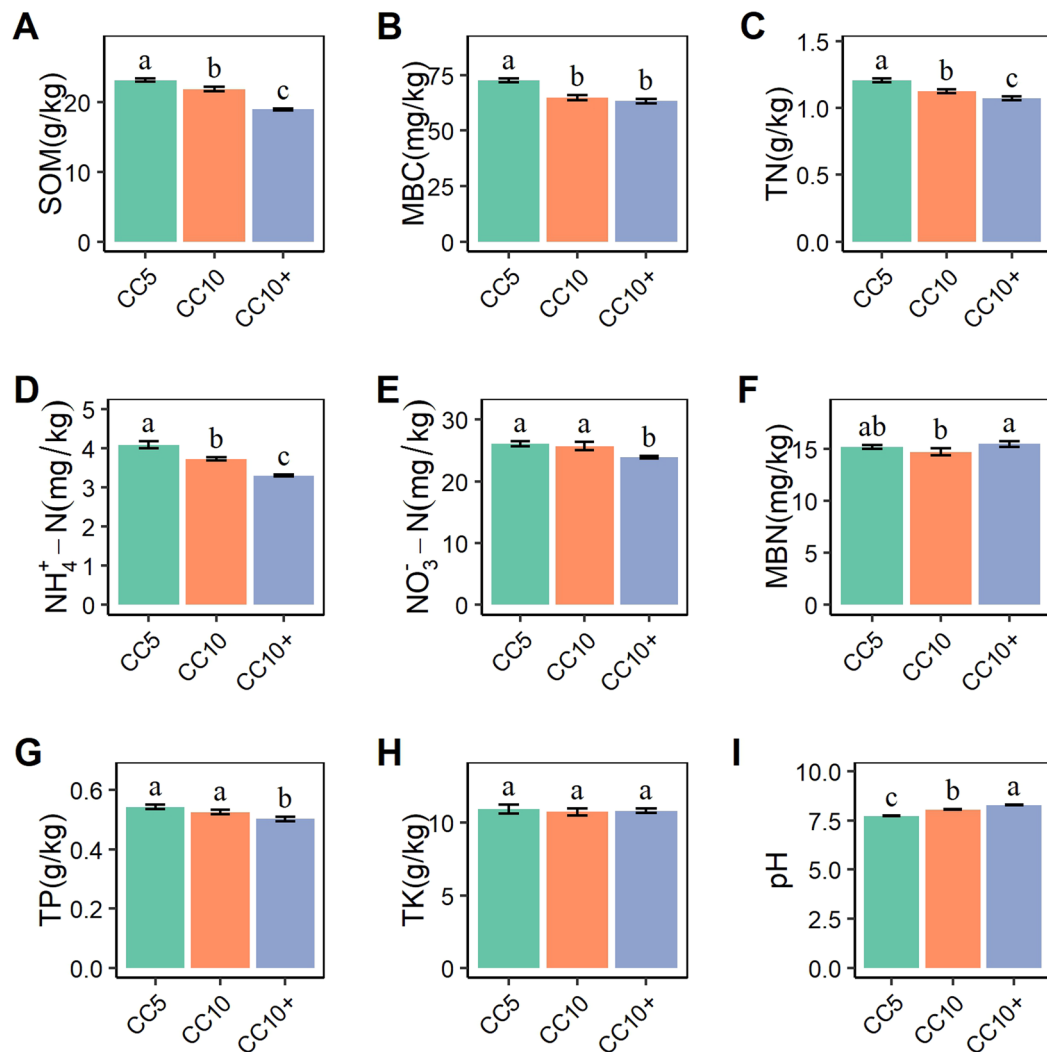 A
SOM(g/kg)
20
10
0
a
b
c
CC5
CC10
CC10+
B
MBC(mg/kg)
75
50
25
0
a
b
b
CC5
CC10
CC10+
C
TN(g/kg)
1.5
1.0
0.5
0.0
a
b
c
CC5
CC10
CC10+
D
NH₄⁺ – N(mg/kg)
5
4
3
2
1
0
a
b
c
CC5
CC10
CC10+
E
NO₃⁻ – N(mg/kg)
30
20
10
0
a
a
b
CC5
CC10
CC10+
F
MBN(mg/kg)
15
10
5
0
ab
b
a
CC5
CC10
CC10+
G
TP(g/kg)
0.6
0.4
0.2
0.0
a
a
b
CC5
CC10
CC10+
H
TK(g/kg)
10
5
0
a
a
a
CC5
CC10
CC10+
I
pH
10.0
7.5
5.0
2.5
0.0
c
b
a
CC5
CC10
CC10+